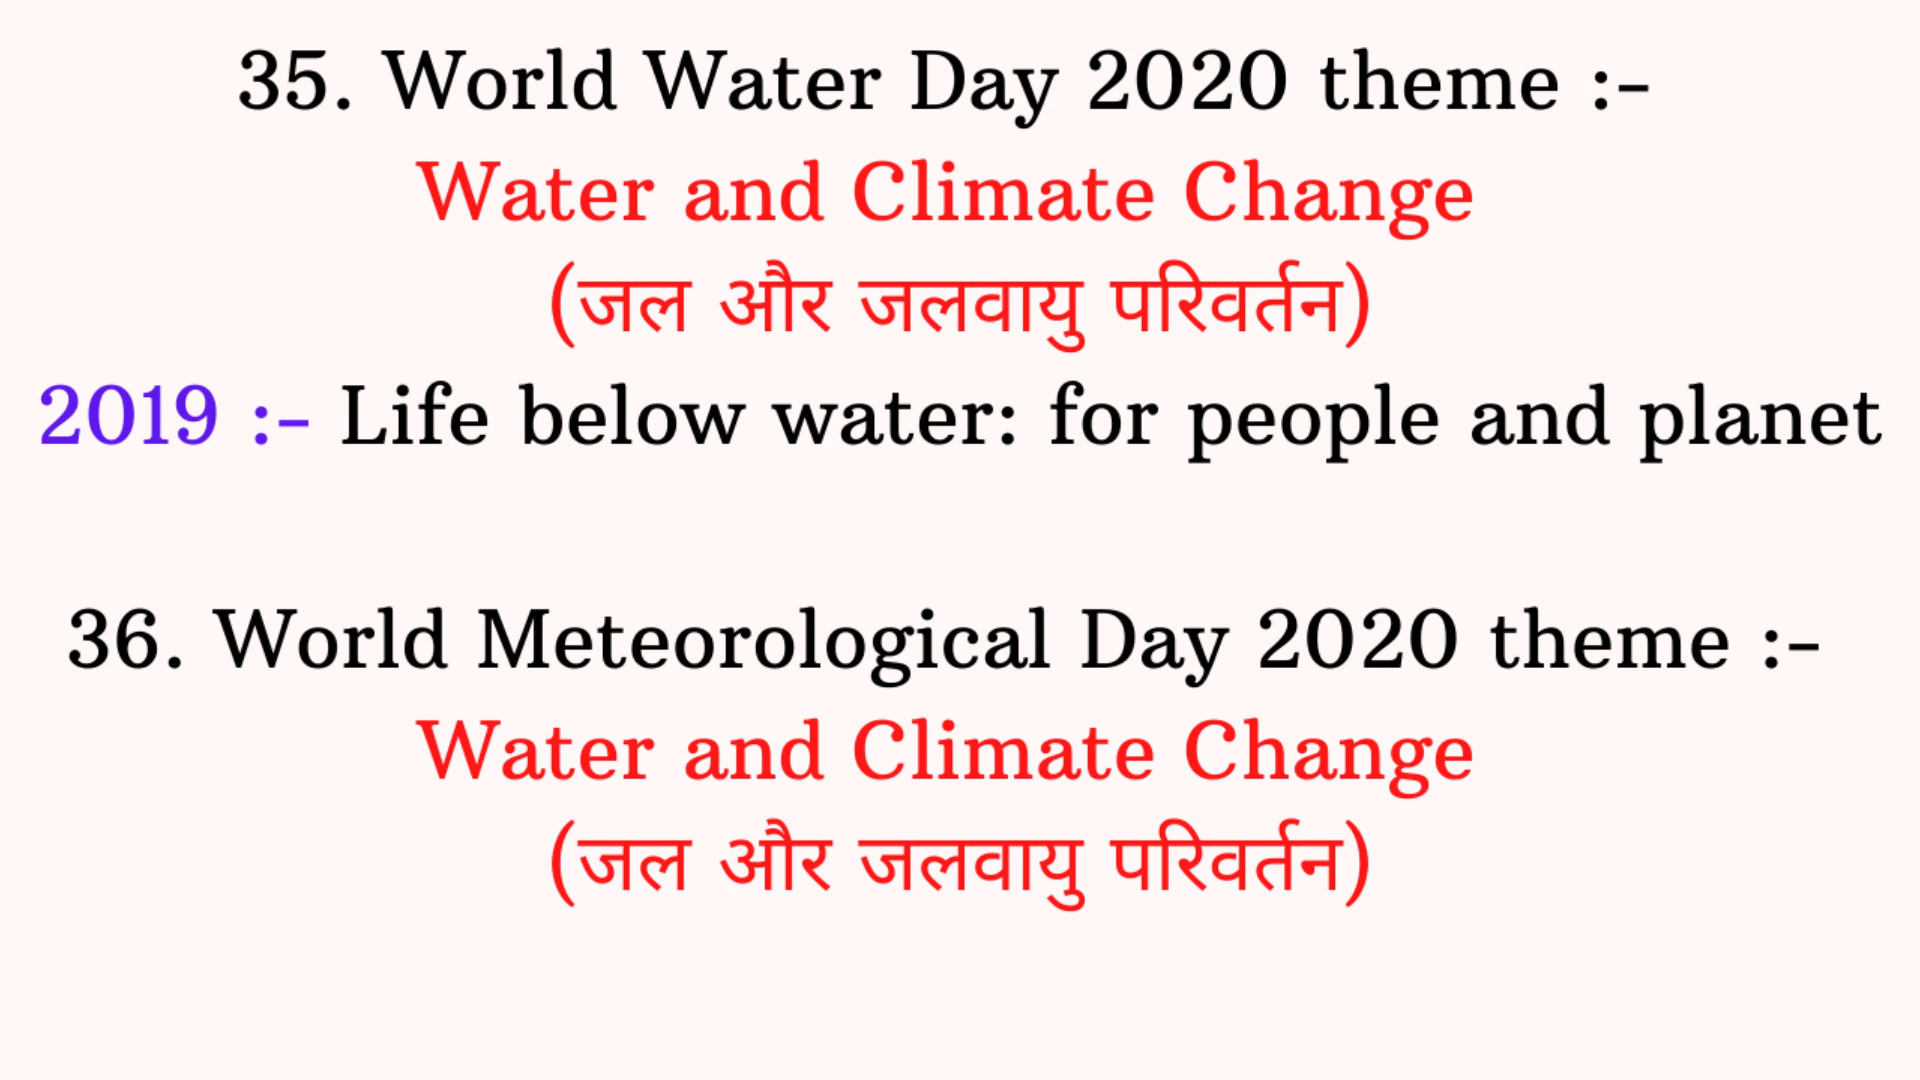 35. World Water Day 2020 theme :-
Water and Climate Change
(जल और जलवायु परिवर्तन)
2019 :- Life below water: for people and planet
36. World Meteorological Day 2020 theme :-
Water and Climate Change
(जल और जलवायु परिवर्तन)